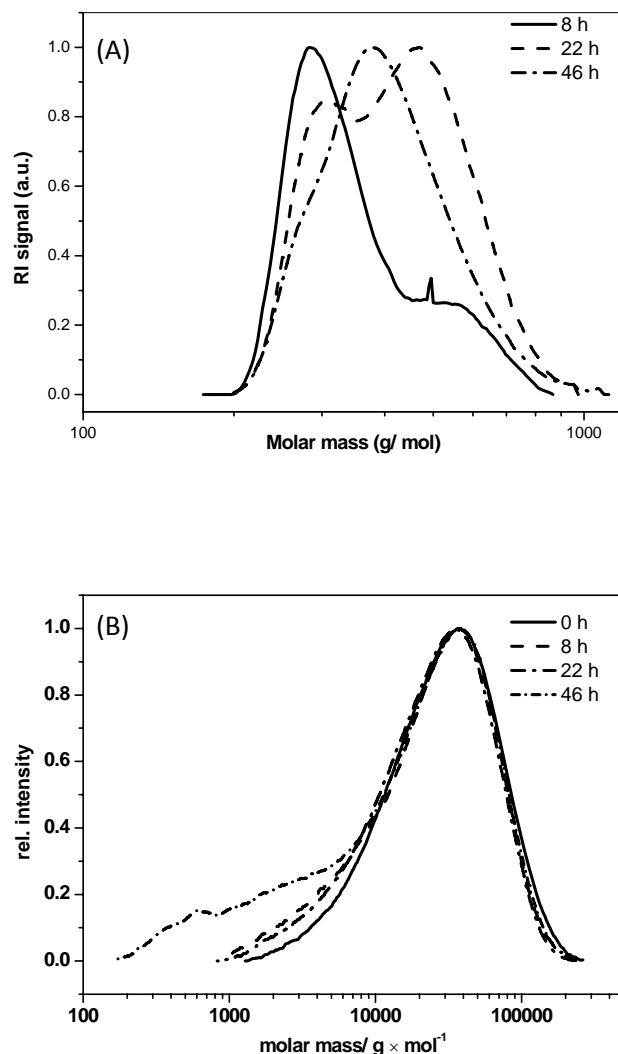 (A)
8 h
22 h
46 h
1.0
0.8
0.6
0.4
0.2
0.0
RI signal (a.u.)
100
1000
Molar mass (g/ mol)
(B)
0 h
8 h
22 h
46 h
1.0
0.8
0.6
0.4
0.2
0.0
rel. intensity
100
1000
10000
100000
molar mass/ g × mol⁻¹